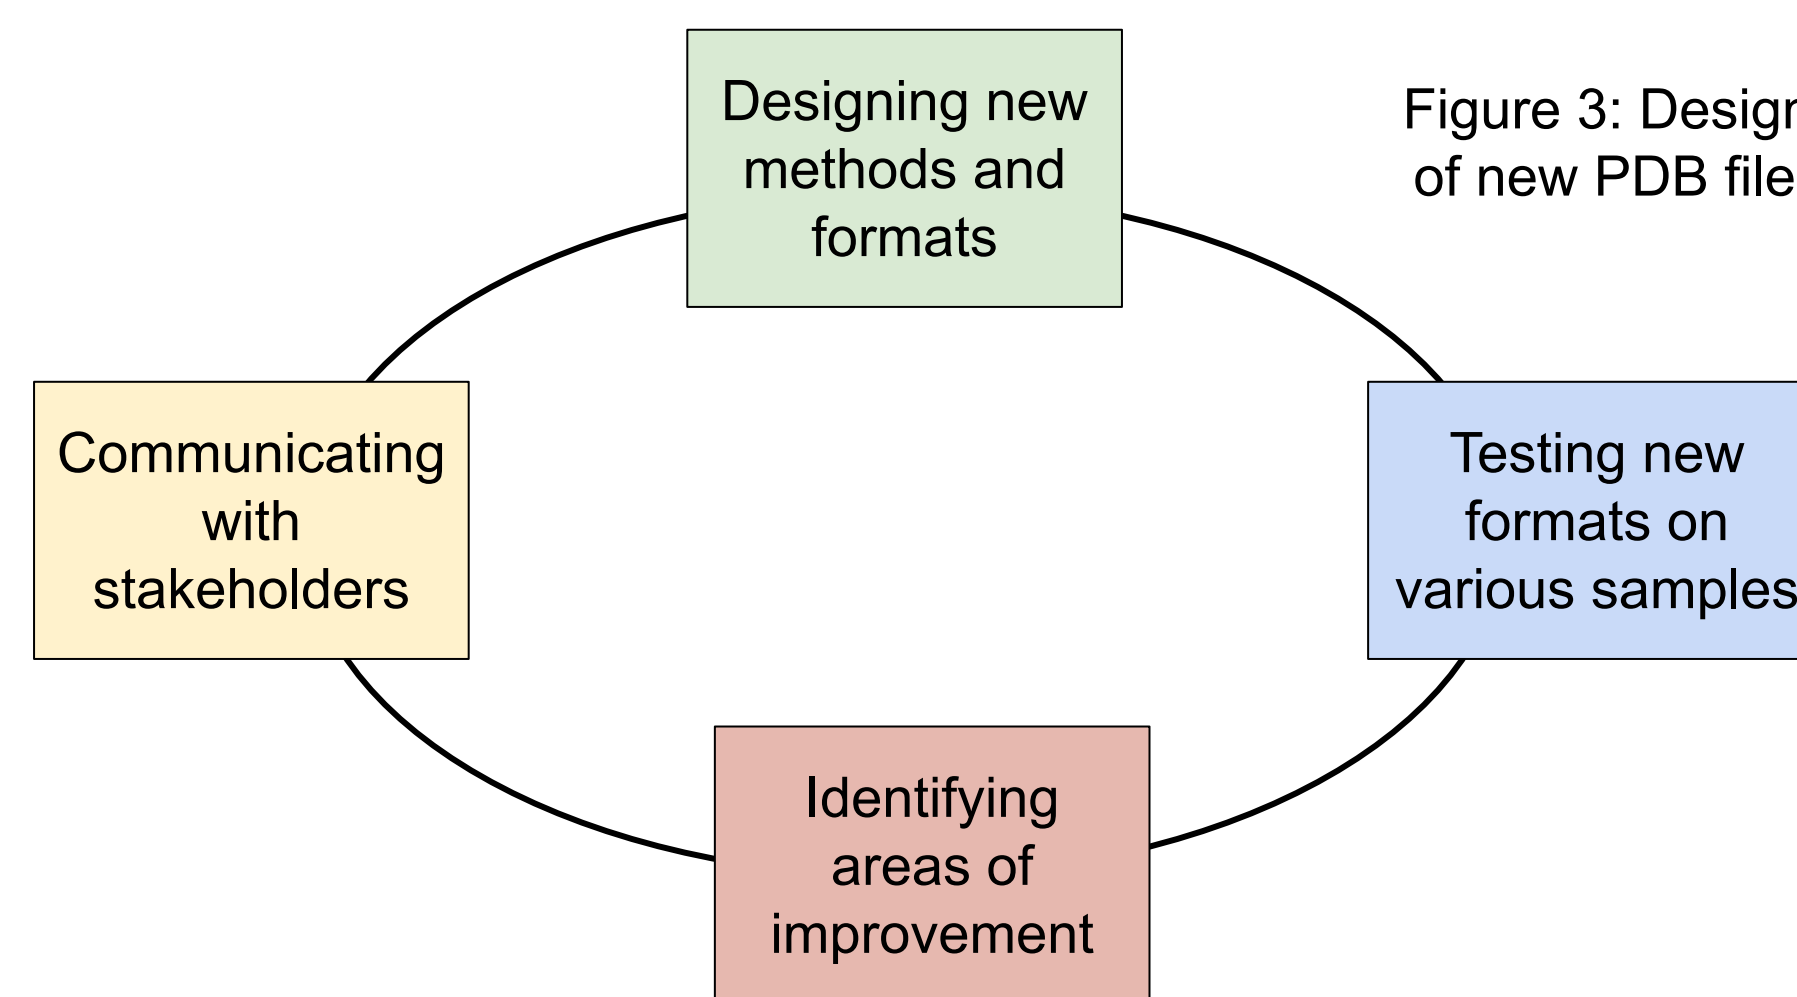 Designing new
methods and
formats
Figure 3: Design
of new PDB file
Communicating
with
stakeholders
Testing new
formats on
various samples
Identifying
areas of
improvement